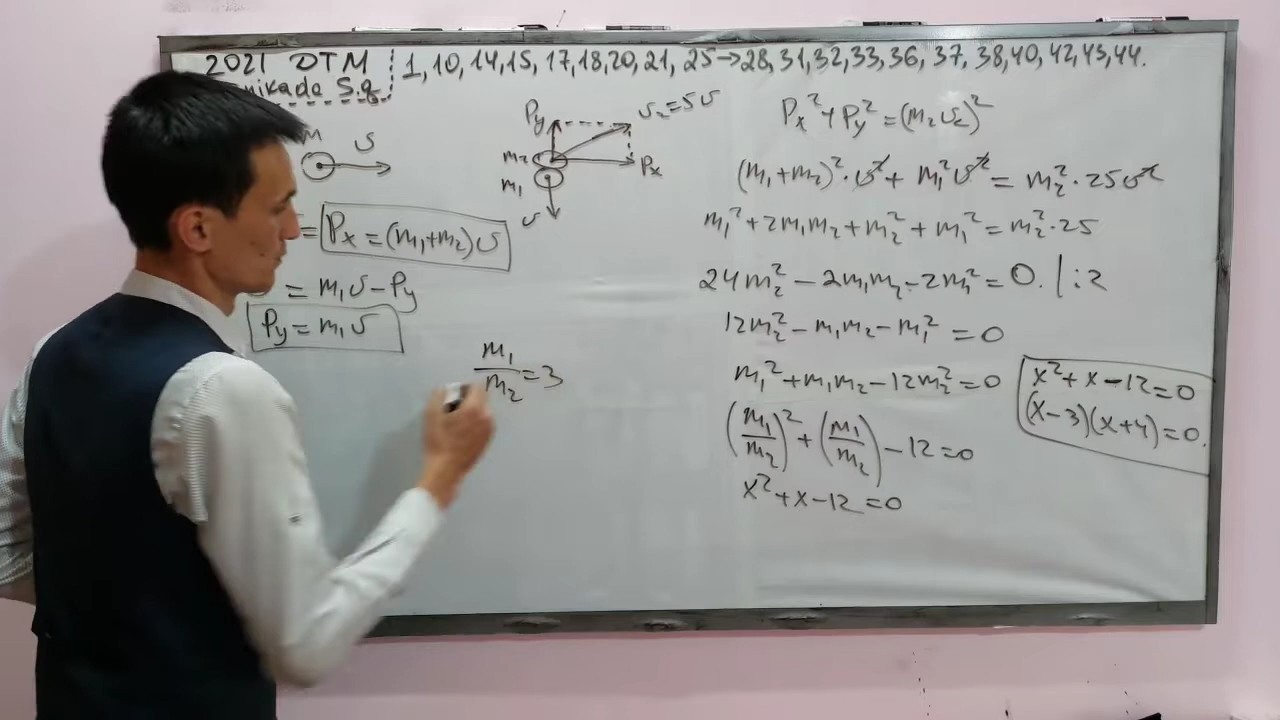 2021 DTM 1, 10, 14, 15, 17, 18, 20, 21, 25→28, 31, 32, 33, 36, 37, 38, 40, 42, 43, 44.
S.q.
M υ
Py υ₂=5υ
m₂ Px
m₁
υ
= Px=(m₁+m₂)υ
= m₁υ-Py
Py=m₁υ
m₁/m₂=3
Px²+Py²=(m₂υ₂)²
(m₁+m₂)²·υ²+m₁²υ²=m₂²·25υ²
m₁²+2m₁m₂+m₂²+m₁²=m₂²·25
24m₂²-2m₁m₂-2m₁²=0. |:2
12m₂²-m₁m₂-m₁²=0
m₁²+m₁m₂-12m₂²=0
(m₁/m₂)²+(m₁/m₂)-12=0
x²+x-12=0
x²+x-12=0
(x-3)(x+4)=0.